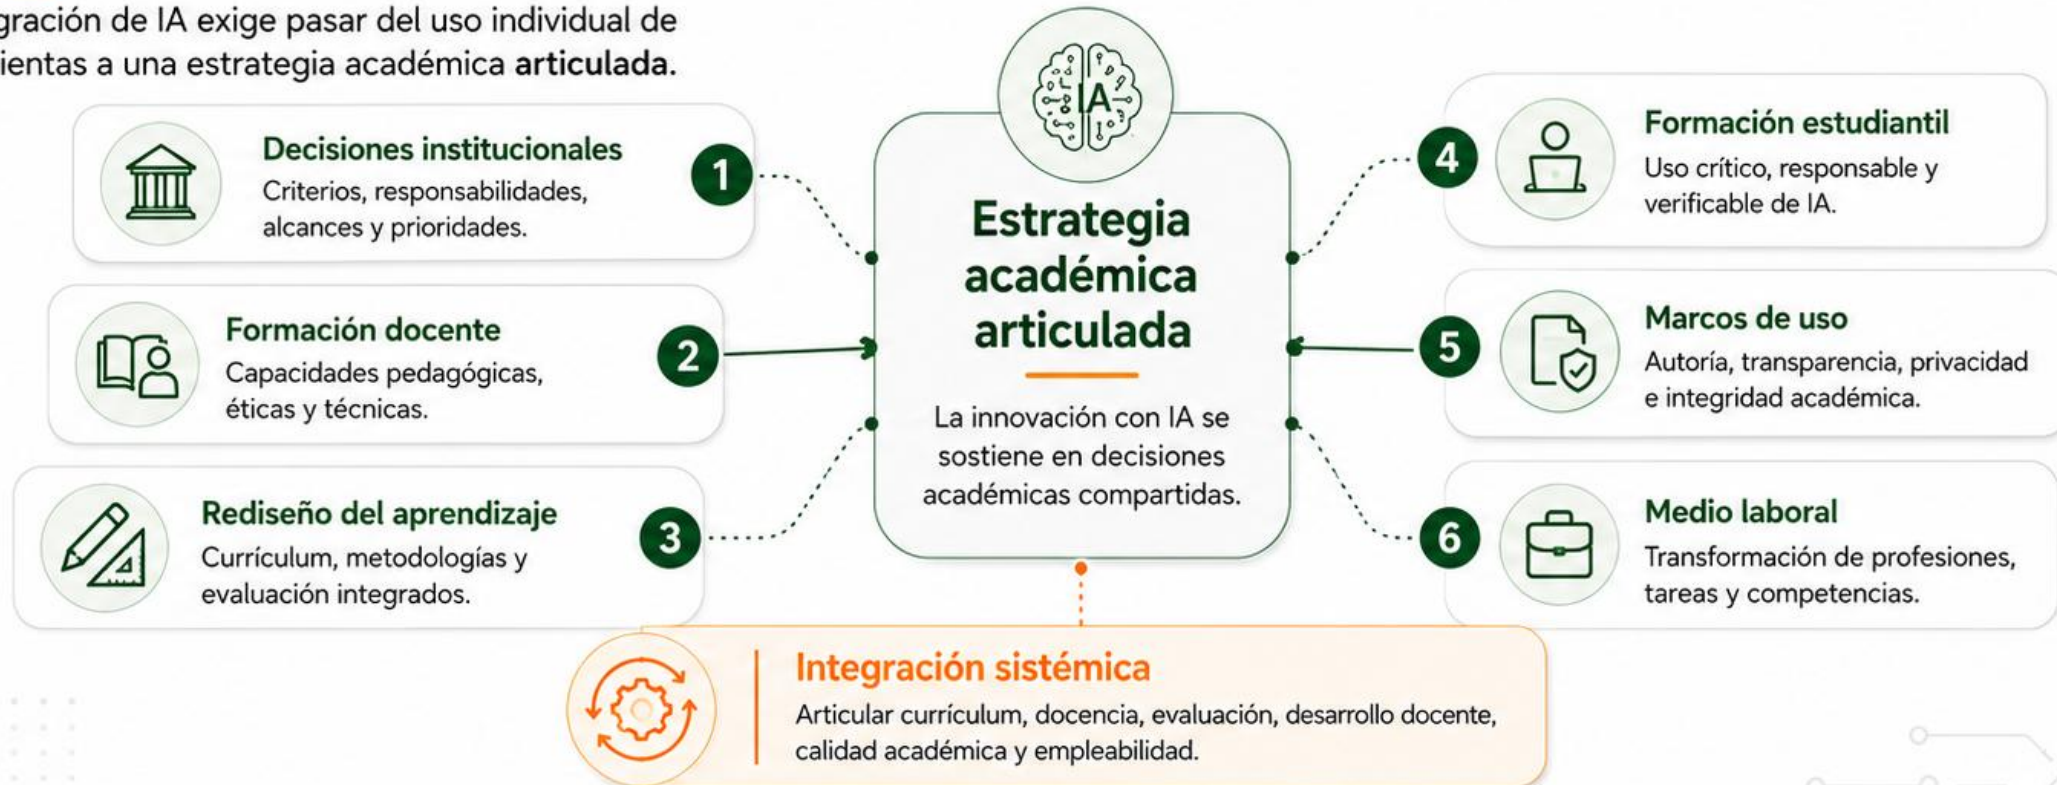 gración de IA exige pasar del uso individual de
ientas a una estrategia académica articulada.
Decisiones institucionales
Criterios, responsabilidades,
alcances y prioridades.
1
Formación docente
Capacidades pedagógicas,
éticas y técnicas.
2
Rediseño del aprendizaje
Currículum, metodologías y
evaluación integrados.
3
IA
Estrategia
académica
articulada
La innovación con IA se
sostiene en decisiones
académicas compartidas.
4
Formación estudiantil
Uso crítico, responsable y
verificable de IA.
5
Marcos de uso
Autoría, transparencia, privacidad
e integridad académica.
6
Medio laboral
Transformación de profesiones,
tareas y competencias.
Integración sistémica
Articular currículum, docencia, evaluación, desarrollo docente,
calidad académica y empleabilidad.